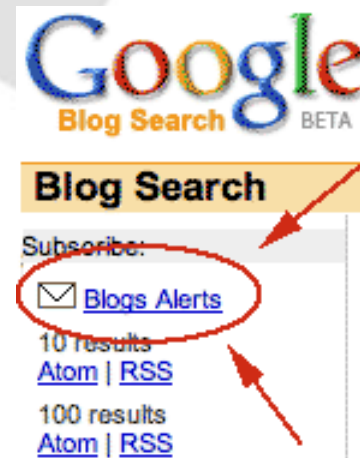 Google
Blog Search BETA
Blog Search
Subscribe:
Blogs Alerts
10 results
Atom | RSS
100 results
Atom | RSS